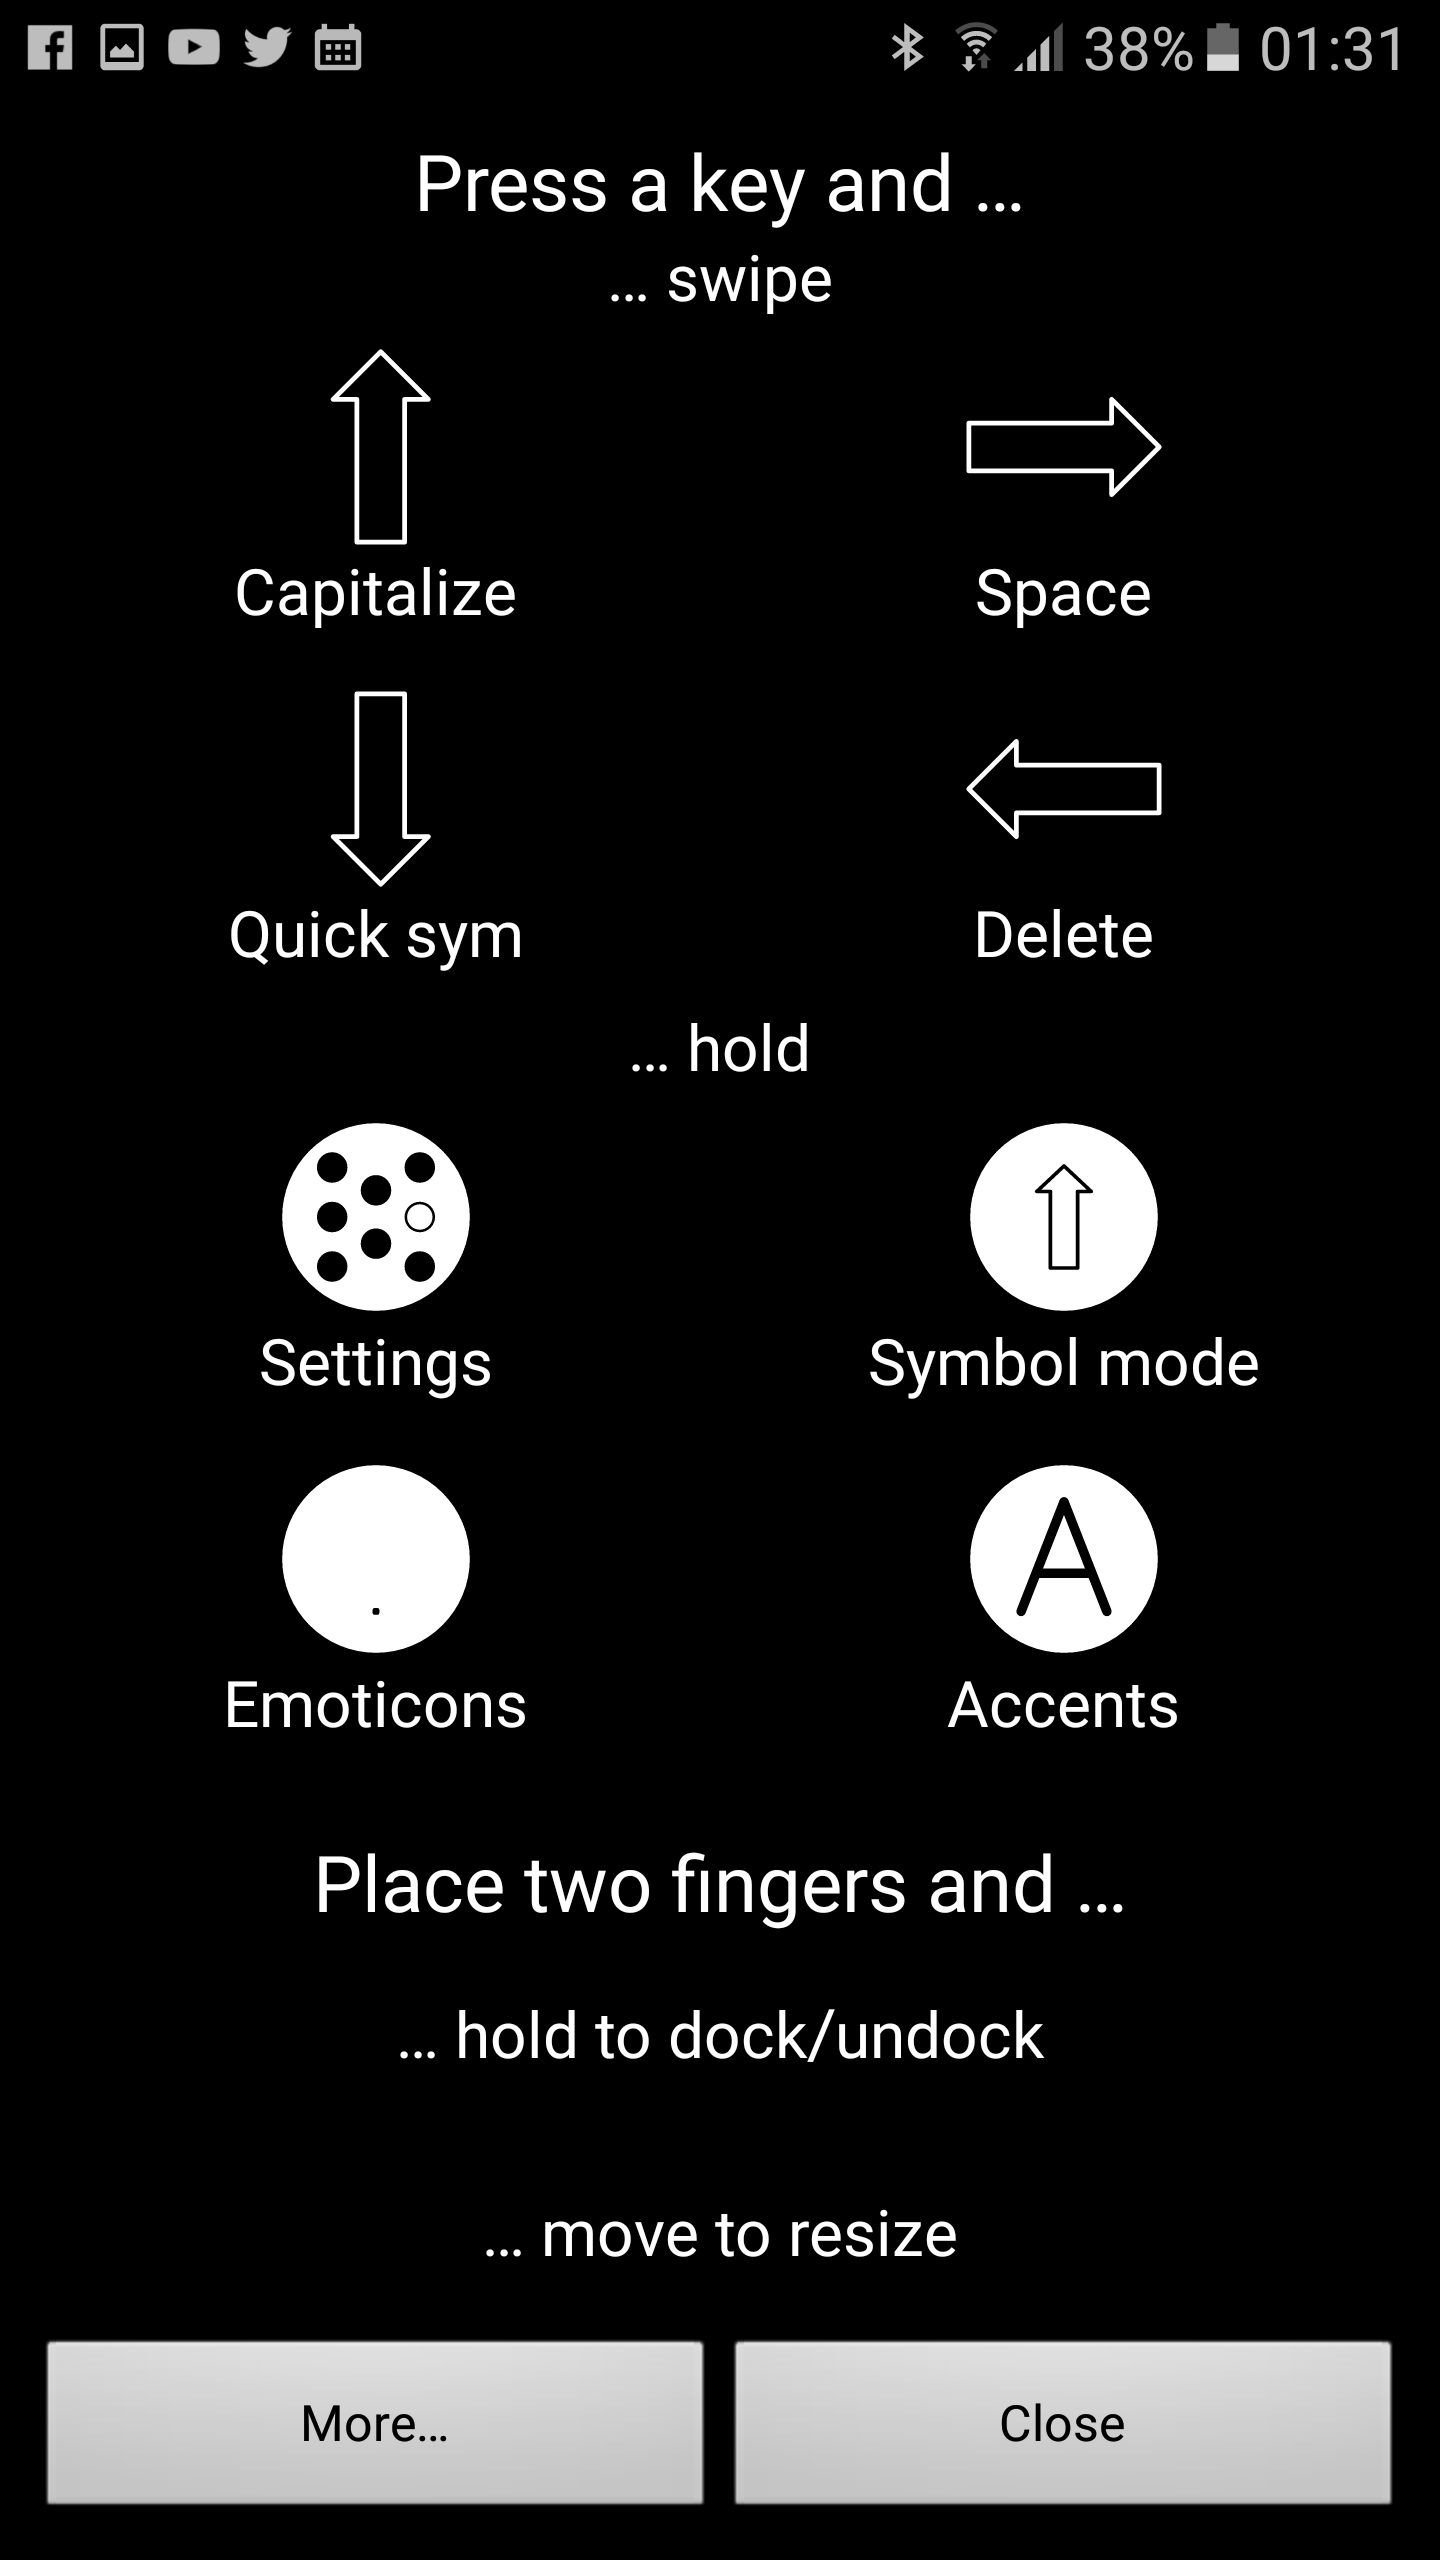 38% 01:31
Press a key and ...
... swipe
Capitalize Space
Quick sym Delete
... hold
Settings Symbol mode
.
A
Emoticons Accents
Place two fingers and ...
... hold to dock/undock
... move to resize
More... Close